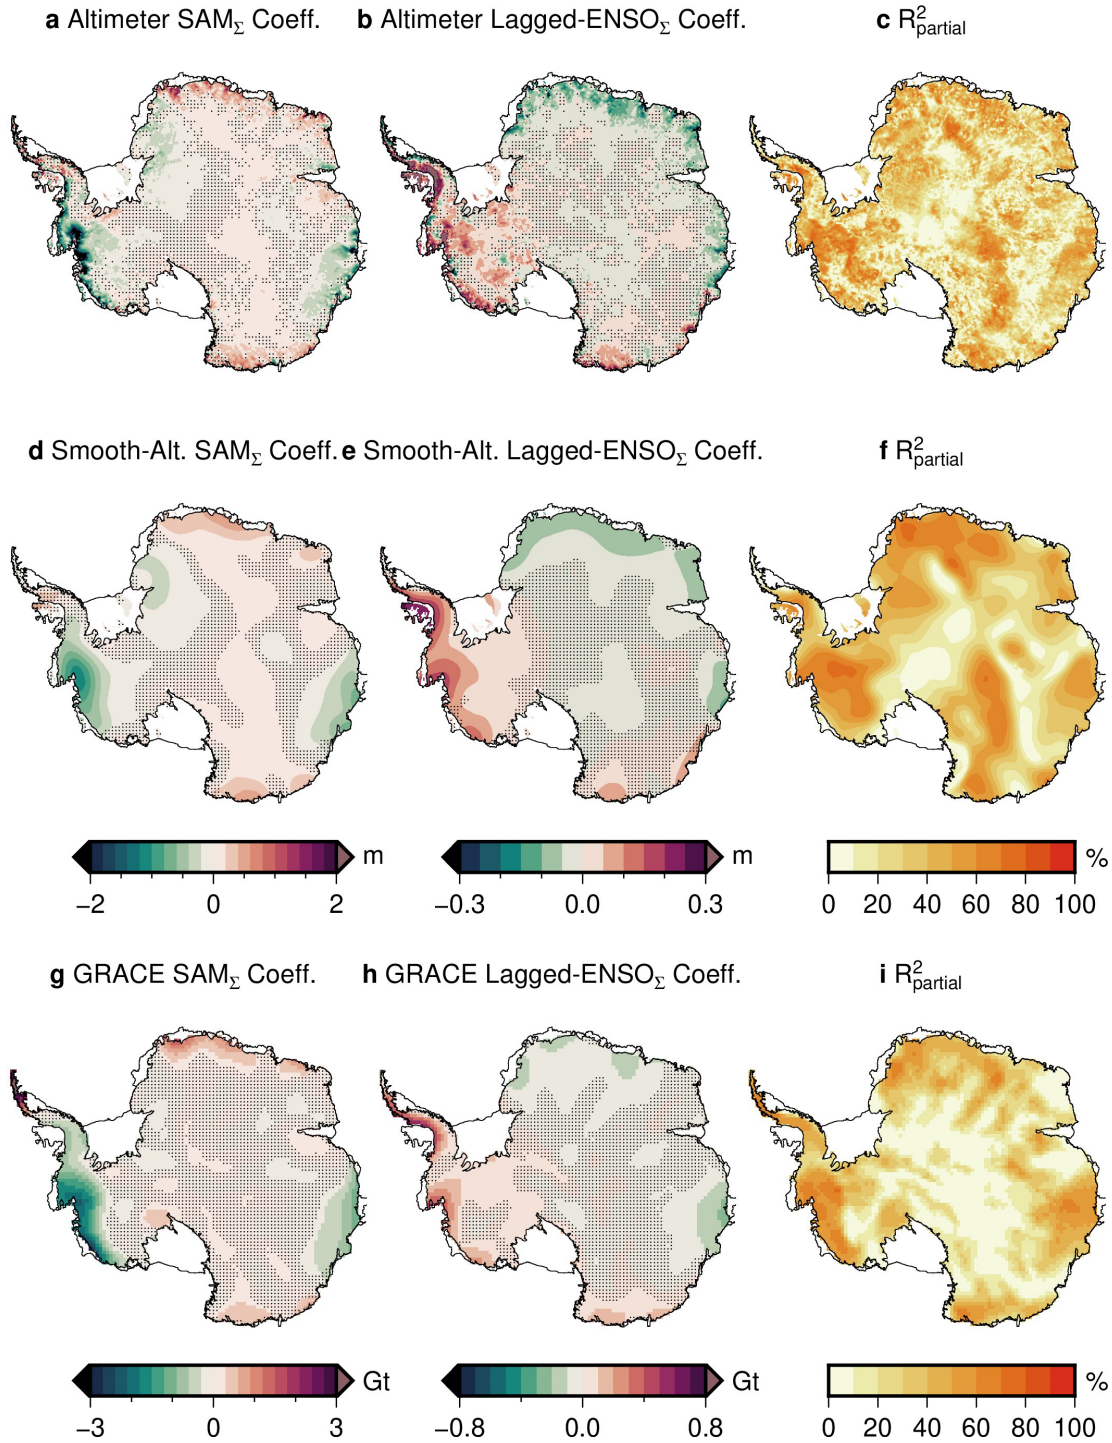 a Altimeter SAM_Σ Coeff.
b Altimeter Lagged-ENSO_Σ Coeff.
c R²_partial
d Smooth-Alt. SAM_Σ Coeff.
e Smooth-Alt. Lagged-ENSO_Σ Coeff.
f R²_partial
−2 0 2 m
−0.3 0.0 0.3 m
0 20 40 60 80 100 %
g GRACE SAM_Σ Coeff.
h GRACE Lagged-ENSO_Σ Coeff.
i R²_partial
−3 0 3 Gt
−0.8 0.0 0.8 Gt
0 20 40 60 80 100 %